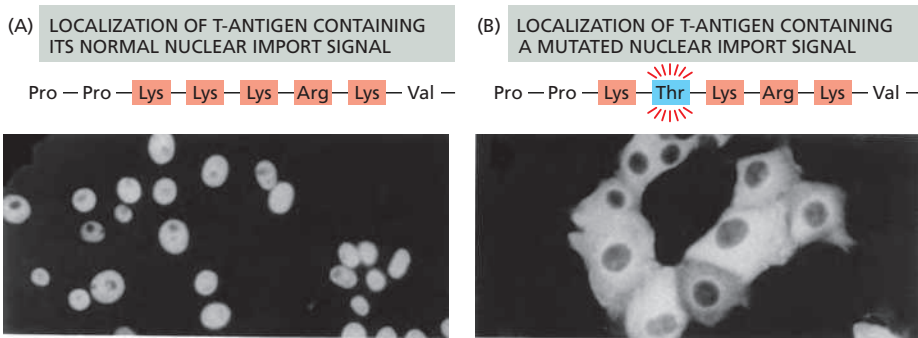 (A) LOCALIZATION OF T-ANTIGEN CONTAINING
ITS NORMAL NUCLEAR IMPORT SIGNAL
Pro — Pro — Lys — Lys — Lys — Arg — Lys — Val —
(B) LOCALIZATION OF T-ANTIGEN CONTAINING
A MUTATED NUCLEAR IMPORT SIGNAL
Pro — Pro — Lys — Thr — Lys — Arg — Lys — Val —